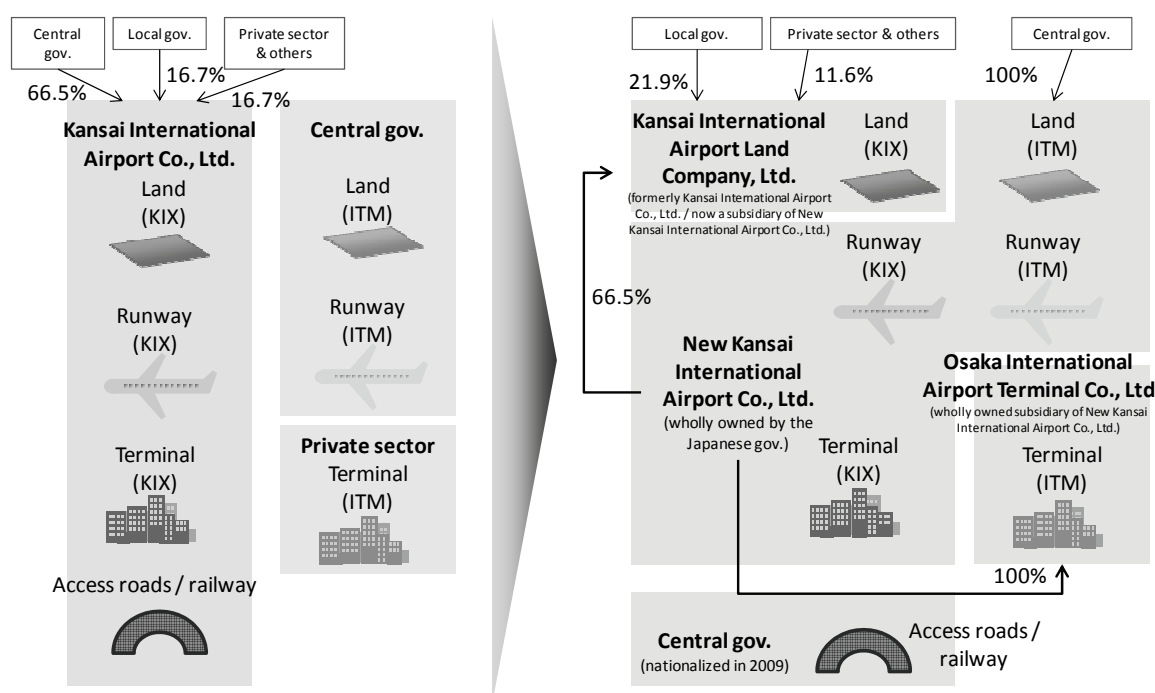 Central
gov.
Local gov.
Private sector
& others
66.5%
16.7%
16.7%
Kansai International
Airport Co., Ltd.
Land
(KIX)
Runway
(KIX)
Terminal
(KIX)
Access roads / railway
Central gov.
Land
(ITM)
Runway
(ITM)
Private sector
Terminal
(ITM)
Local gov.
Private sector & others
Central gov.
21.9%
11.6%
100%
Kansai International
Airport Land
Company, Ltd.
(formerly Kansai International Airport
Co., Ltd. / now a subsidiary of New
Kansai International Airport Co., Ltd.)
Land
(KIX)
Land
(ITM)
Runway
(KIX)
Runway
(ITM)
66.5%
New Kansai
International
Airport Co., Ltd.
(wholly owned by the
Japanese gov.)
Terminal
(KIX)
Osaka International
Airport Terminal Co., Ltd
(wholly owned subsidiary of New Kansai
International Airport Co., Ltd.)
Terminal
(ITM)
100%
Central gov.
(nationalized in 2009)
Access roads /
railway